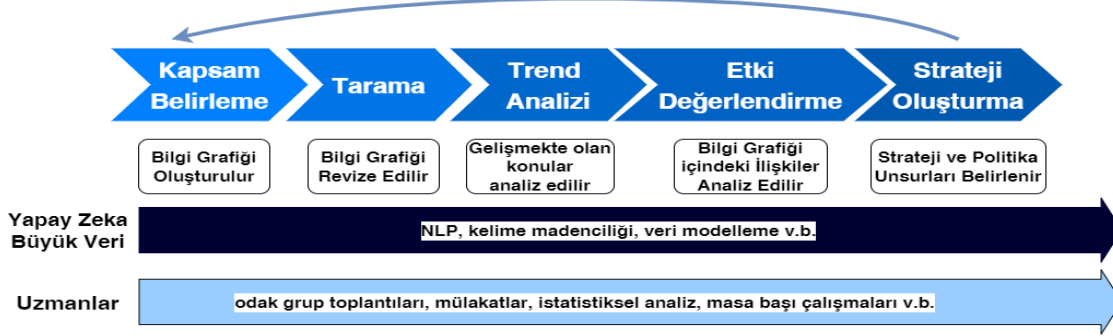 Kapsam
Belirleme
Tarama
Trend
Analizi
Etki
Değerlendirme
Strateji
Oluşturma
Bilgi Grafiği
Oluşturulur
Bilgi Grafiği
Revize Edilir
Gelişmekte olan
konular
analiz edilir
Bilgi Grafiği
içindeki İlişkiler
Analiz Edilir
Strateji ve Politika
Unsurları Belirlenir
Yapay Zeka
Büyük Veri
NLP, kelime madenciliği, veri modelleme v.b.
Uzmanlar
odak grup toplantıları, mülakatlar, istatistiksel analiz, masa başı çalışmaları v.b.